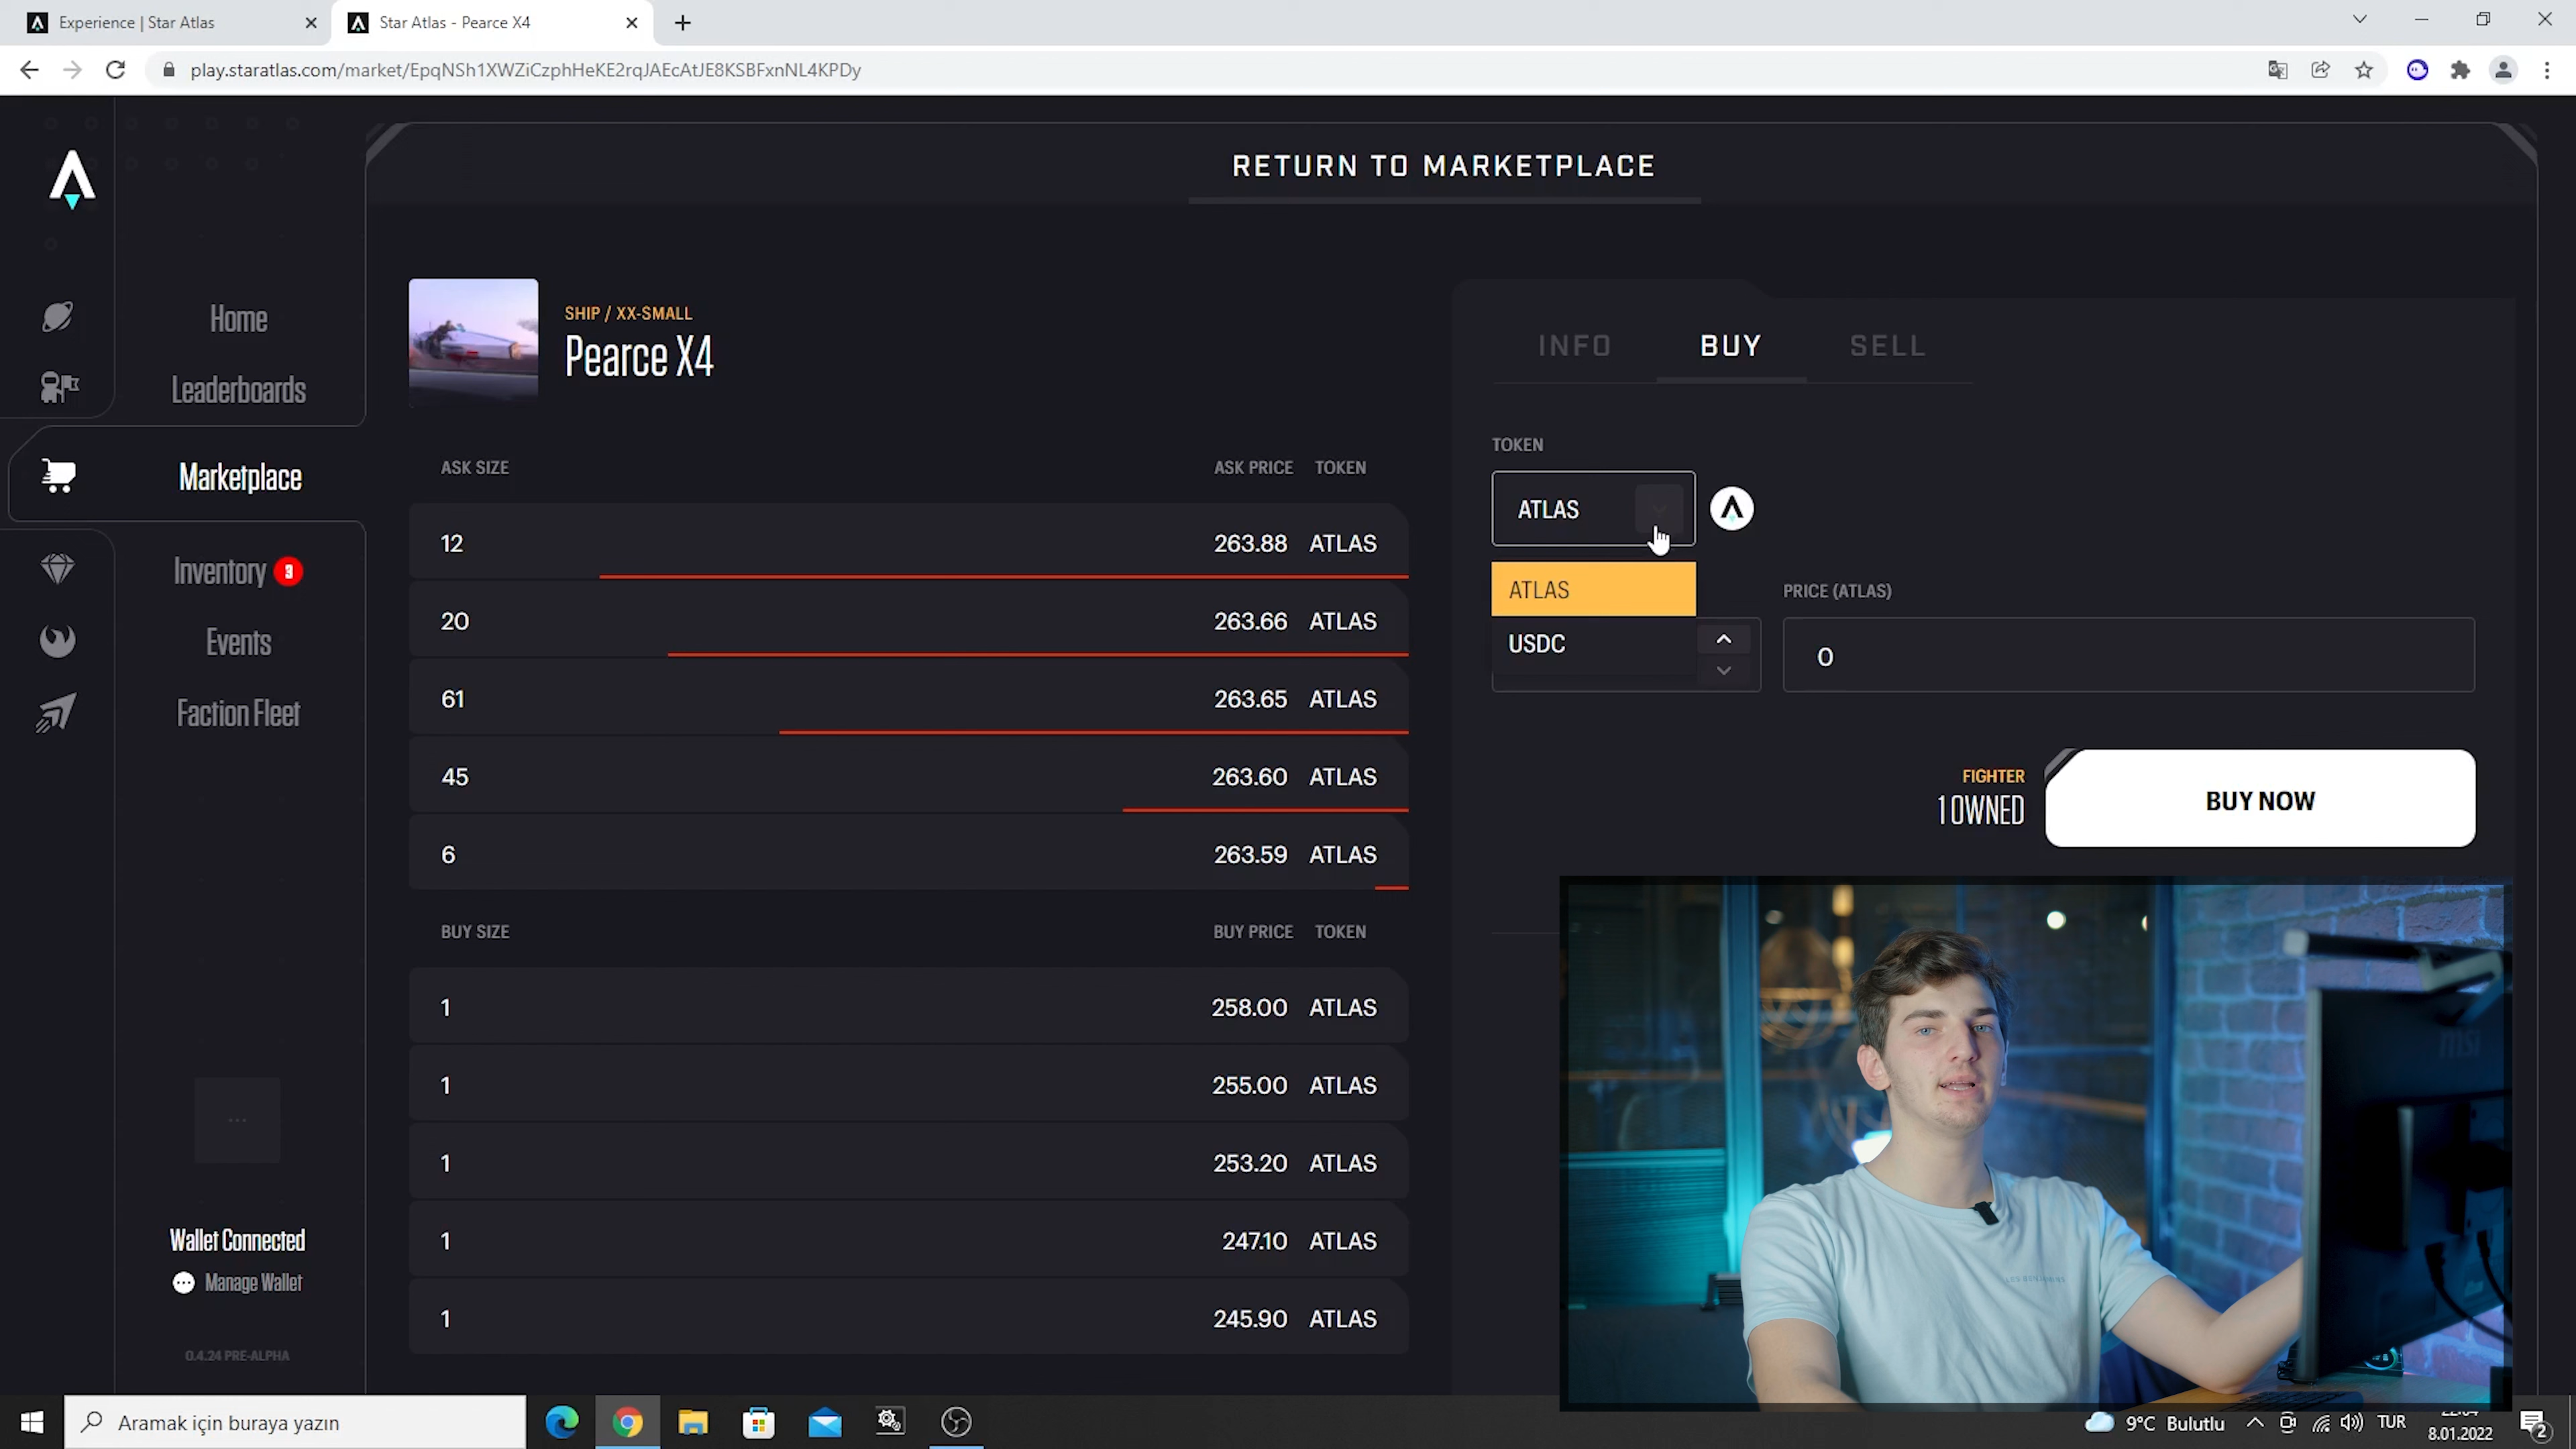 Experience | Star Atlas
Star Atlas - Pearce X4
play.staratlas.com/market/EpqNSh1XWZiCzphHeKE2rqJAEcAtJE8KSBFxnNL4KPDy
RETURN TO MARKETPLACE
Home
Leaderboards
Marketplace
Inventory 3
Events
Faction Fleet
Wallet Connected
Manage Wallet
0.4.24 PRE-ALPHA
SHIP / XX-SMALL
Pearce X4
ASK SIZE ASK PRICE TOKEN
12 263.88 ATLAS
20 263.66 ATLAS
61 263.65 ATLAS
45 263.60 ATLAS
6 263.59 ATLAS
BUY SIZE BUY PRICE TOKEN
1 258.00 ATLAS
1 255.00 ATLAS
1 253.20 ATLAS
1 247.10 ATLAS
1 245.90 ATLAS
INFO BUY SELL
TOKEN
ATLAS
ATLAS
USDC
PRICE (ATLAS)
0
FIGHTER
1 OWNED
BUY NOW
msi
Aramak için buraya yazın
9°C Bulutlu
TUR
8.01.2022
2